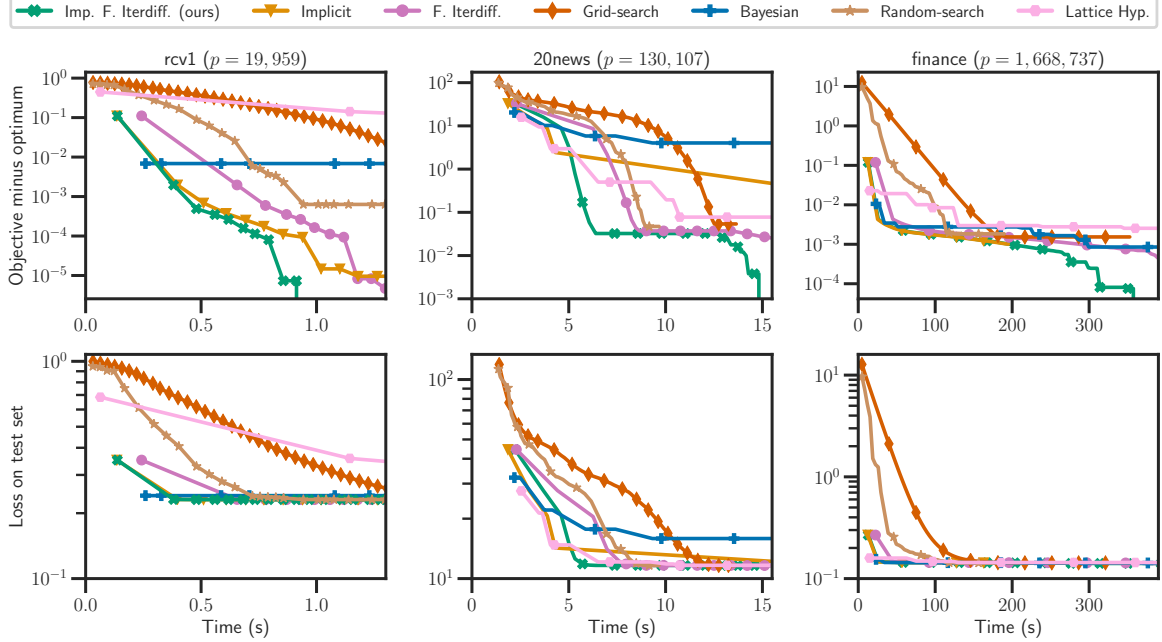 Imp. F. Iterdiff. (ours) Implicit F. Iterdiff. Grid-search Bayesian Random-search Lattice Hyp.
rcv1 (p = 19, 959) 20news (p = 130, 107) finance (p = 1, 668, 737)
Objective minus optimum
10^0
10^−1
10^−2
10^−3
10^−4
10^−5
0.0 0.5 1.0
10^2
10^1
10^0
10^−1
10^−2
10^−3
0 5 10 15
10^1
10^0
10^−1
10^−2
10^−3
10^−4
0 100 200 300
Loss on test set
10^0
10^−1
0.0 0.5 1.0
Time (s)
10^2
10^1
0 5 10 15
Time (s)
10^1
10^0
10^−1
0 100 200 300
Time (s)